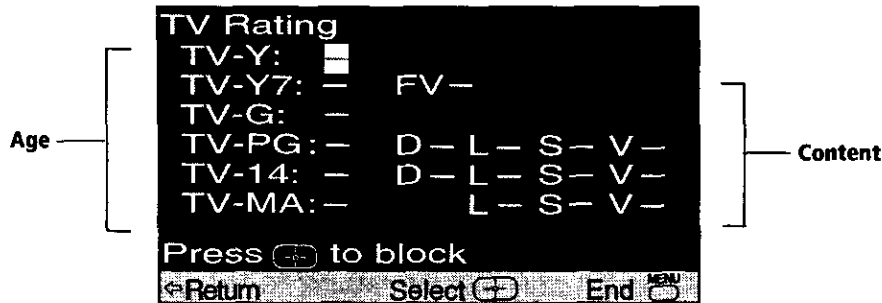 TV Rating
TV-Y: –
TV-Y7: – FV –
TV-G: –
TV-PG: – D – L – S – V –
TV-14: – D – L – S – V –
TV-MA: – L – S – V –
Age
Content
Press to block
Return Select End MENU